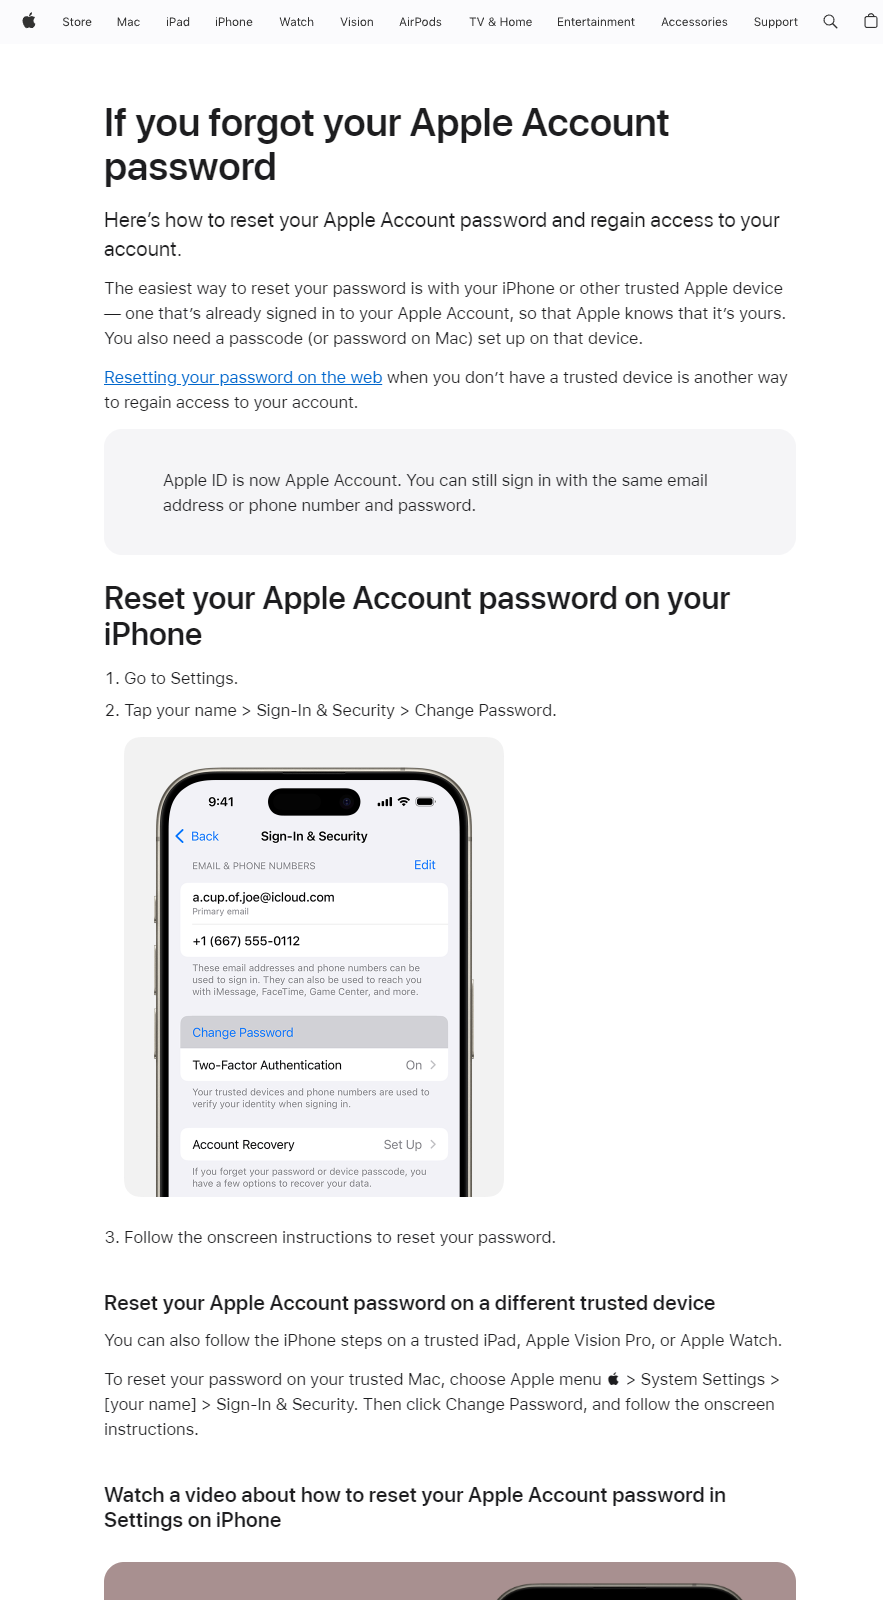 Store Mac iPad iPhone Watch Vision AirPods TV & Home Entertainment Accessories Support
If you forgot your Apple Account
password
Here’s how to reset your Apple Account password and regain access to your
account.
The easiest way to reset your password is with your iPhone or other trusted Apple device
— one that’s already signed in to your Apple Account, so that Apple knows that it’s yours.
You also need a passcode (or password on Mac) set up on that device.
Resetting your password on the web when you don’t have a trusted device is another way
to regain access to your account.
Apple ID is now Apple Account. You can still sign in with the same email
address or phone number and password.
Reset your Apple Account password on your
iPhone
1. Go to Settings.
2. Tap your name > Sign-In & Security > Change Password.
9:41
Back Sign-In & Security
EMAIL & PHONE NUMBERS Edit
a.cup.of.joe@icloud.com
Primary email
+1 (667) 555-0112
These email addresses and phone numbers can be
used to sign in. They can also be used to reach you
with iMessage, FaceTime, Game Center, and more.
Change Password
Two-Factor Authentication On
Your trusted devices and phone numbers are used to
verify your identity when signing in.
Account Recovery Set Up
If you forget your password or device passcode, you
have a few options to recover your data.
3. Follow the onscreen instructions to reset your password.
Reset your Apple Account password on a different trusted device
You can also follow the iPhone steps on a trusted iPad, Apple Vision Pro, or Apple Watch.
To reset your password on your trusted Mac, choose Apple menu > System Settings >
[your name] > Sign-In & Security. Then click Change Password, and follow the onscreen
instructions.
Watch a video about how to reset your Apple Account password in
Settings on iPhone